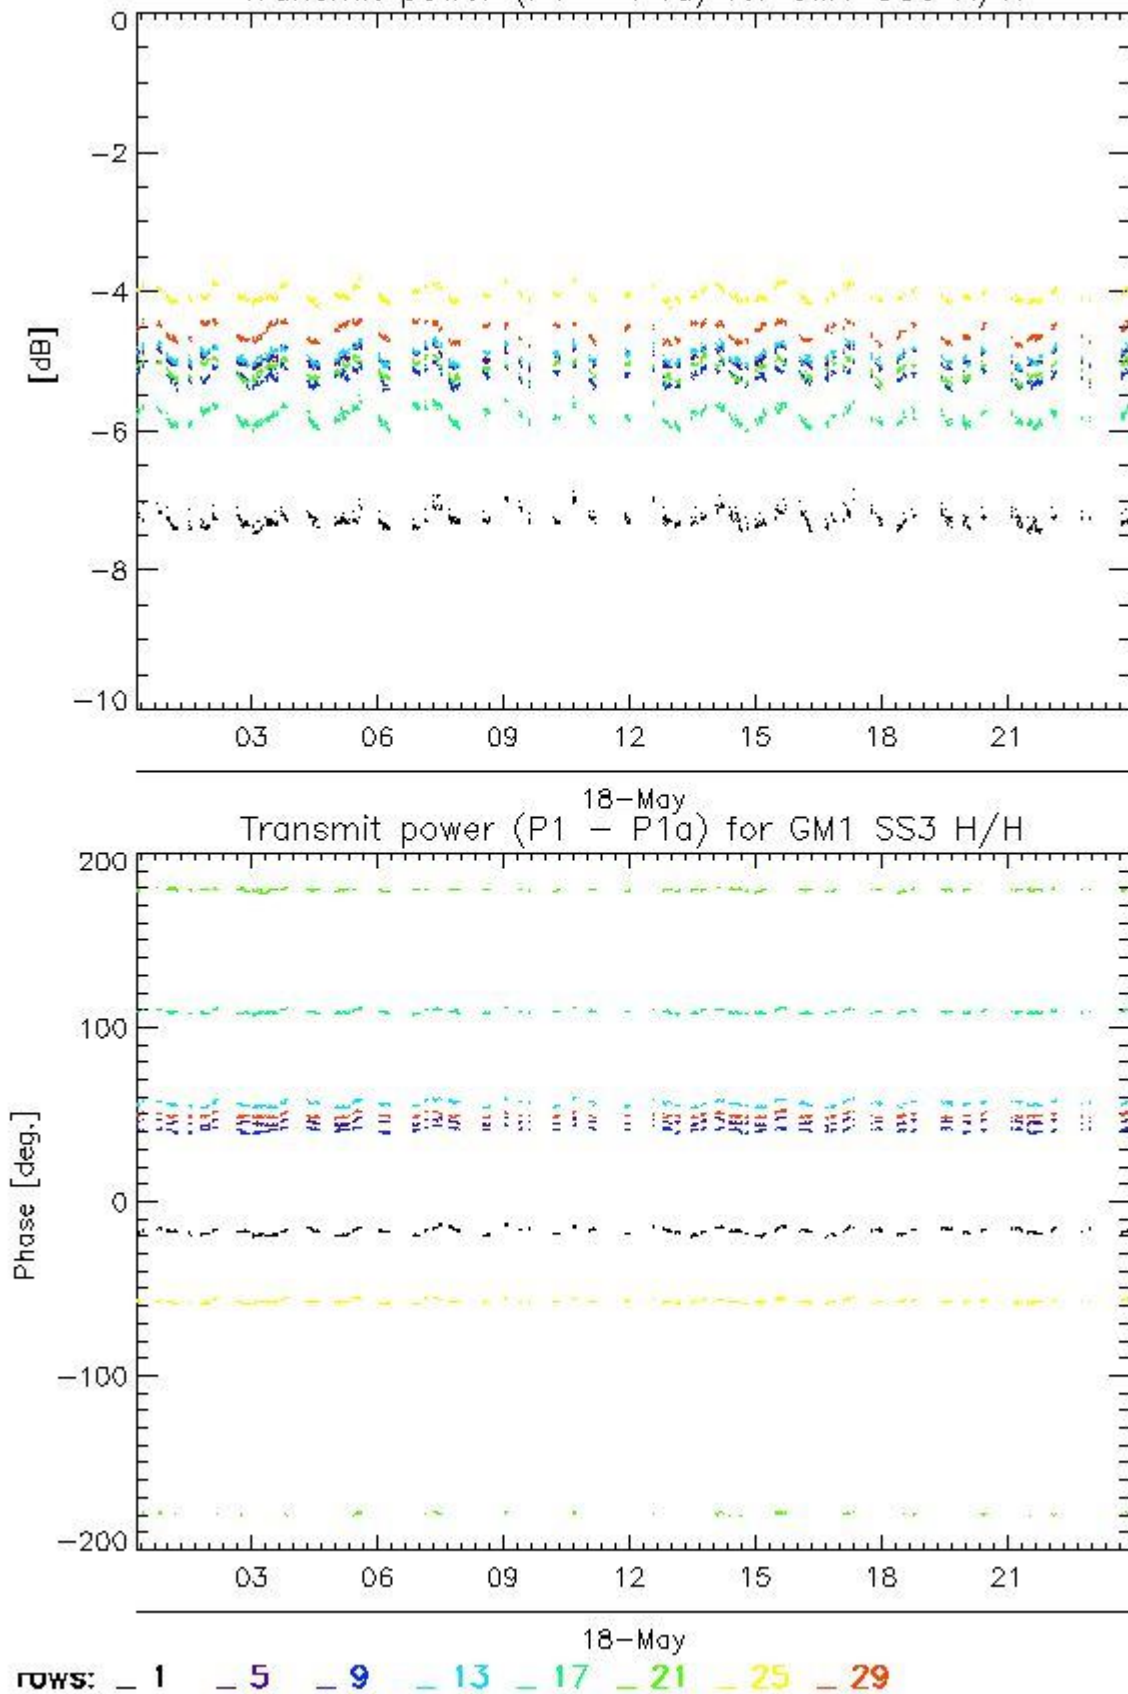 0
-2
-4
-6
-8
-10
[dB]
03 06 09 12 15 18 21
18-May
Transmit power (P1 - P1a) for GM1 SS3 H/H
200
100
0
-100
-200
Phase [deg.]
03 06 09 12 15 18 21
18-May
rows: _ 1 _ 5 _ 9 _ 13 _ 17 _ 21 _ 25 _ 29